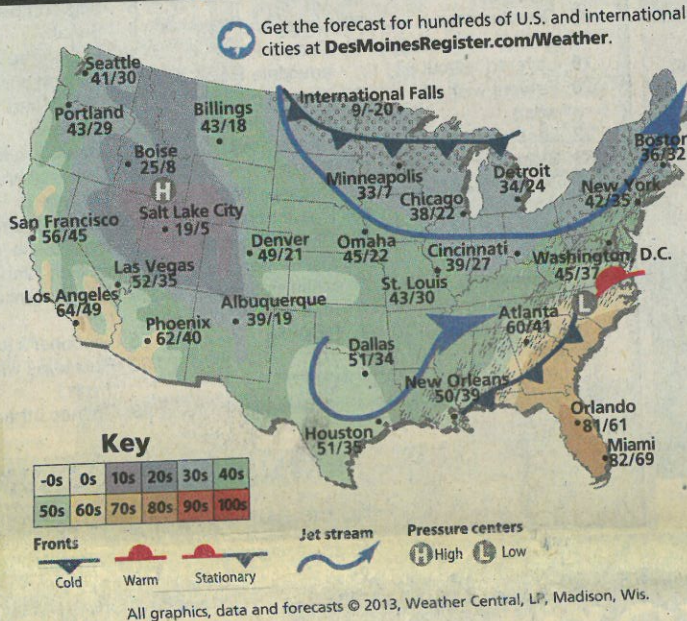 Get the forecast for hundreds of U.S. and international
cities at DesMoinesRegister.com/Weather.
Seattle
41/30
Portland
43/29
Billings
43/18
International Falls
9/-20
Boise
25/8
Minneapolis
33/7
Chicago
38/22
Detroit
34/24
Boston
36/32
New York
42/35
H
Salt Lake City
19/5
San Francisco
56/45
Denver
49/21
Omaha
45/22
Cincinnati
39/27
Washington, D.C.
45/37
Las Vegas
52/35
St. Louis
43/30
L
Los Angeles
64/49
Albuquerque
39/19
Atlanta
60/41
Phoenix
62/40
Dallas
51/34
New Orleans
50/39
Orlando
81/61
Houston
51/35
Miami
82/69
Key
-0s 0s 10s 20s 30s 40s
50s 60s 70s 80s 90s 100s
Fronts
Cold
Warm
Stationary
Jet stream
Pressure centers
H High L Low
All graphics, data and forecasts © 2013, Weather Central, LP, Madison, Wis.